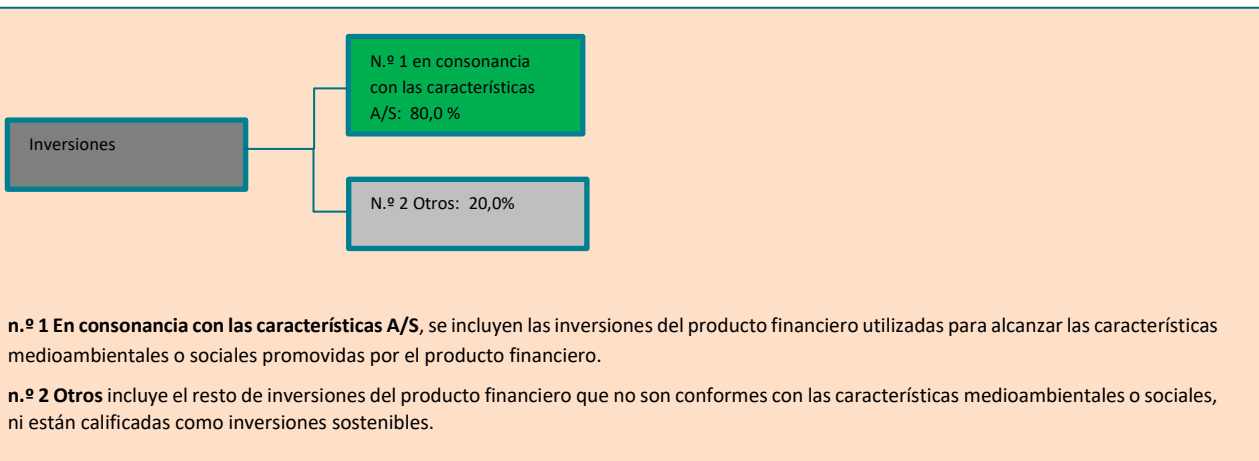 N.º 1 en consonancia
con las características
A/S: 80,0 %
Inversiones
N.º 2 Otros: 20,0%
n.º 1 En consonancia con las características A/S, se incluyen las inversiones del producto financiero utilizadas para alcanzar las características
medioambientales o sociales promovidas por el producto financiero.
n.º 2 Otros incluye el resto de inversiones del producto financiero que no son conformes con las características medioambientales o sociales,
ni están calificadas como inversiones sostenibles.